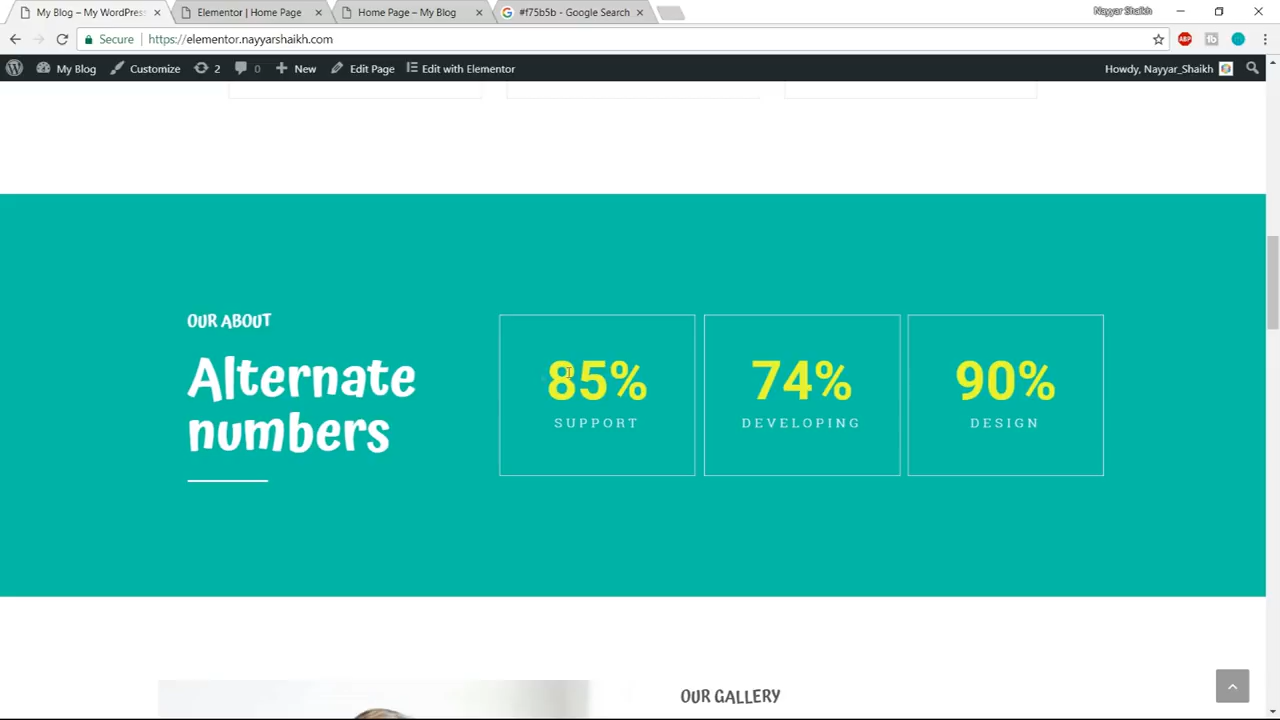 My Blog – My WordPress
Elementor | Home Page
Home Page – My Blog
#f75b5b - Google Search
Nayyar Shaikh
Secure
https://elementor.nayyarshaikh.com
ABP
fb
My Blog
Customize
2
0
New
Edit Page
Edit with Elementor
Howdy, Nayyar_Shaikh
OUR ABOUT
Alternate
numbers
85%
SUPPORT
74%
DEVELOPING
90%
DESIGN
OUR GALLERY